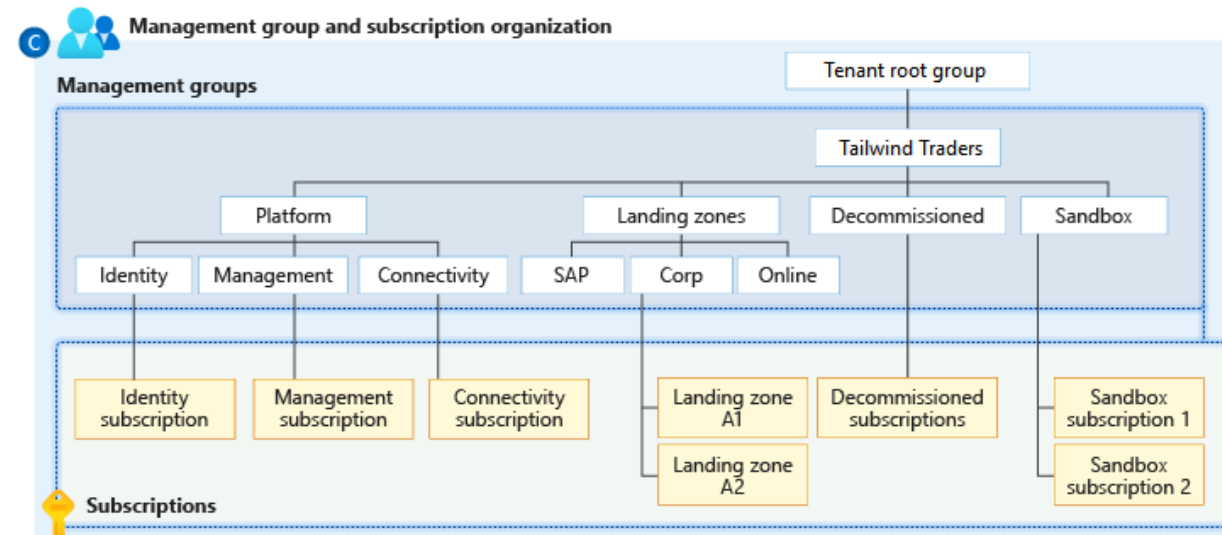 C
Management group and subscription organization
Management groups
Tenant root group
Tailwind Traders
Platform
Landing zones
Decommissioned
Sandbox
Identity
Management
Connectivity
SAP
Corp
Online
Identity
subscription
Management
subscription
Connectivity
subscription
Landing zone
A1
Decommissioned
subscriptions
Sandbox
subscription 1
Landing zone
A2
Sandbox
subscription 2
Subscriptions